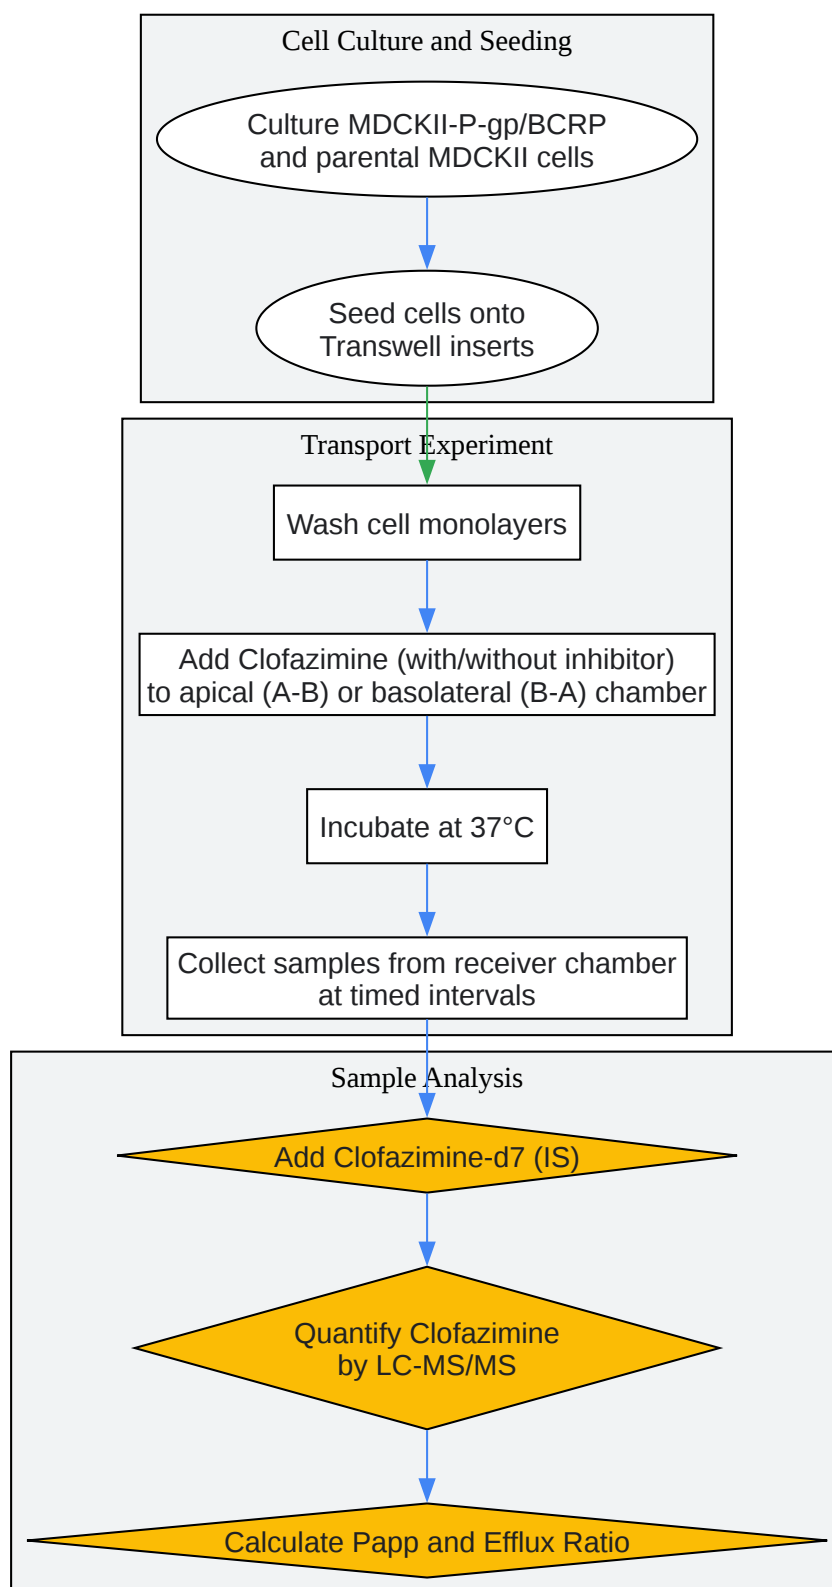 Cell Culture and Seeding
Culture MDCKII-P-gp/BCRP
and parental MDCKII cells
Seed cells onto
Transwell inserts
Transport Experiment
Wash cell monolayers
Add Clofazimine (with/without inhibitor)
to apical (A-B) or basolateral (B-A) chamber
Incubate at 37°C
Collect samples from receiver chamber
at timed intervals
Sample Analysis
Add Clofazimine-d7 (IS)
Quantify Clofazimine
by LC-MS/MS
Calculate Papp and Efflux Ratio